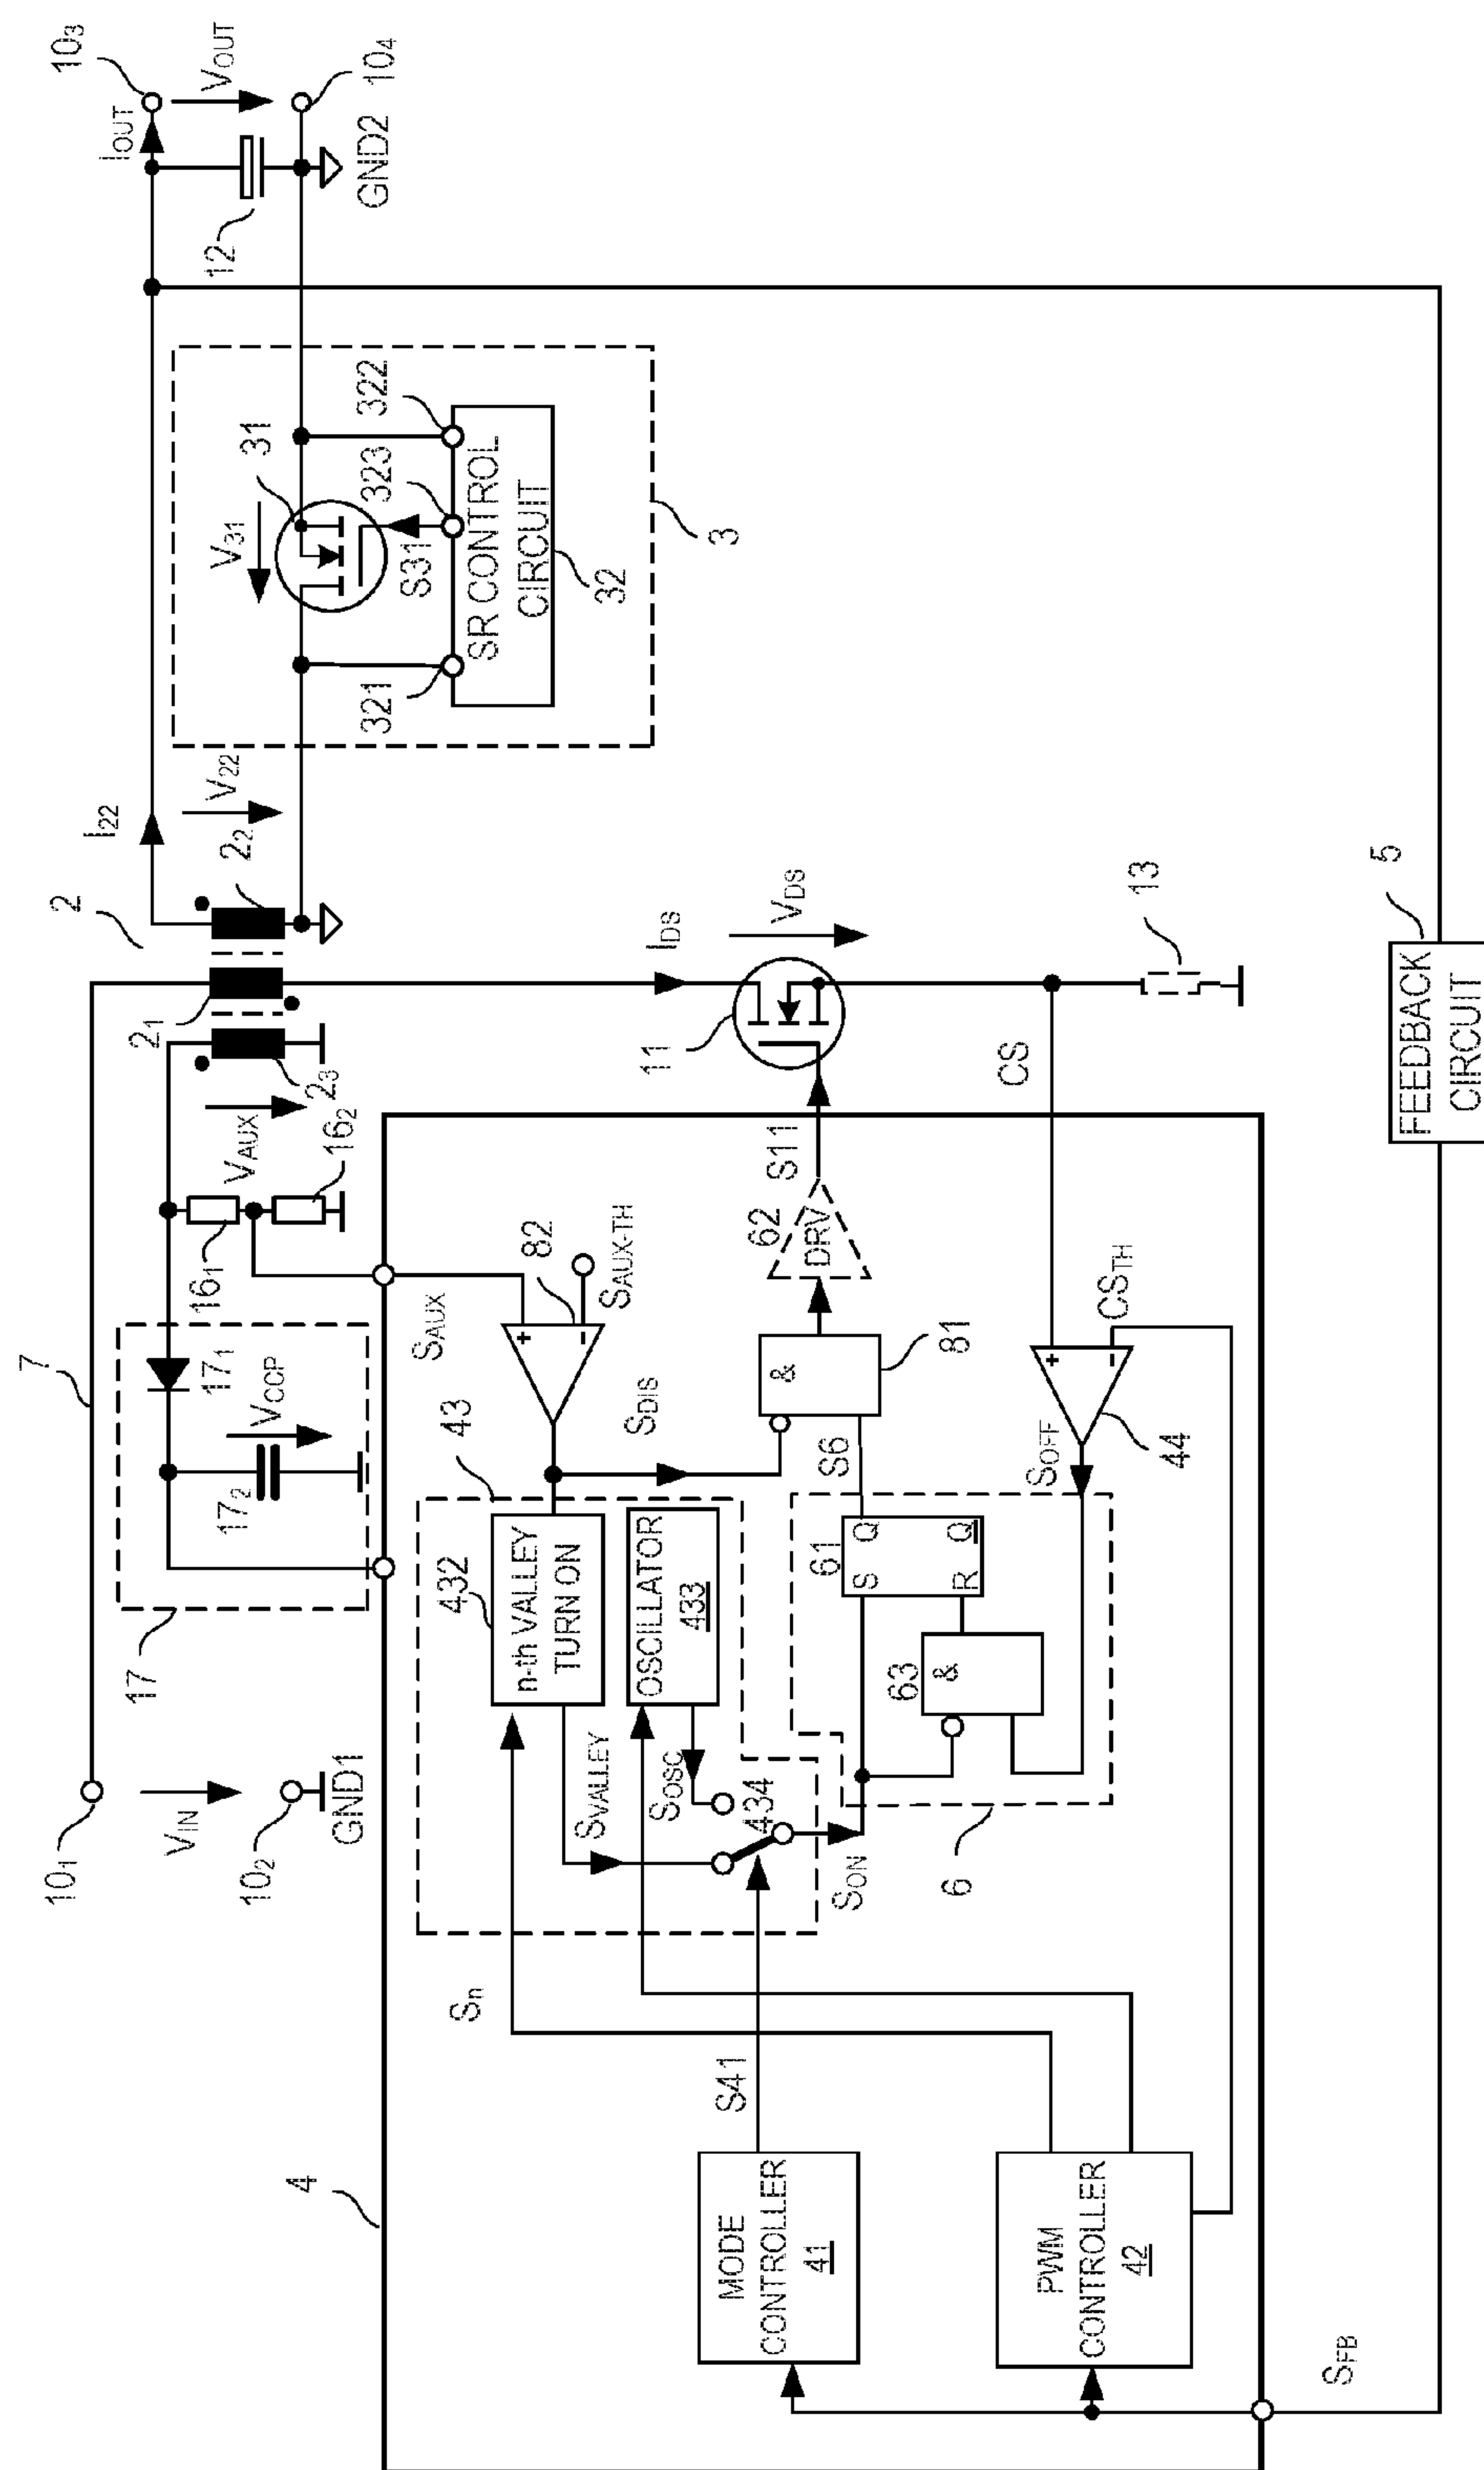 7
10₁
V_IN
10₂
GND1
17
17₁
17₂
V_CCP
16₁
16₂
V_AUX
2
2₁
2₂
2₃
I₂₂
V₂₂
V₃₁
31
S31
321
323
322
SR CONTROL
CIRCUIT
32
3
12
GND2
I_OUT
10₃
V_OUT
10₄
4
S_n
S_AUX
82
S_AUX-TH
43
432
n-th VALLEY
TURN ON
OSCILLATOR
433
S_VALLEY
S_OSC
434
S_DIS
S41
MODE
CONTROLLER
41
S_ON
6
61
S Q
R Q
63
&
S6
&
81
62
DRV
S11
11
I_DS
V_DS
CS
13
S_OFF
44
CS_TH
PWM
CONTROLLER
42
S_FB
FEEDBACK
CIRCUIT
5